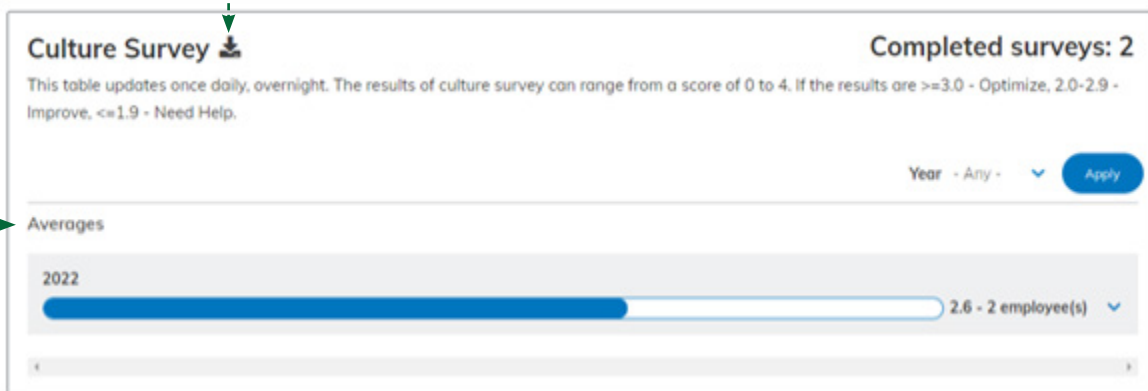 Culture Survey
Completed surveys: 2
This table updates once daily, overnight. The results of culture survey can range from a score of 0 to 4. If the results are >=3.0 - Optimize, 2.0-2.9 -
Improve, <=1.9 - Need Help.
Year - Any - Apply
Averages
2022
2.6 - 2 employee(s)